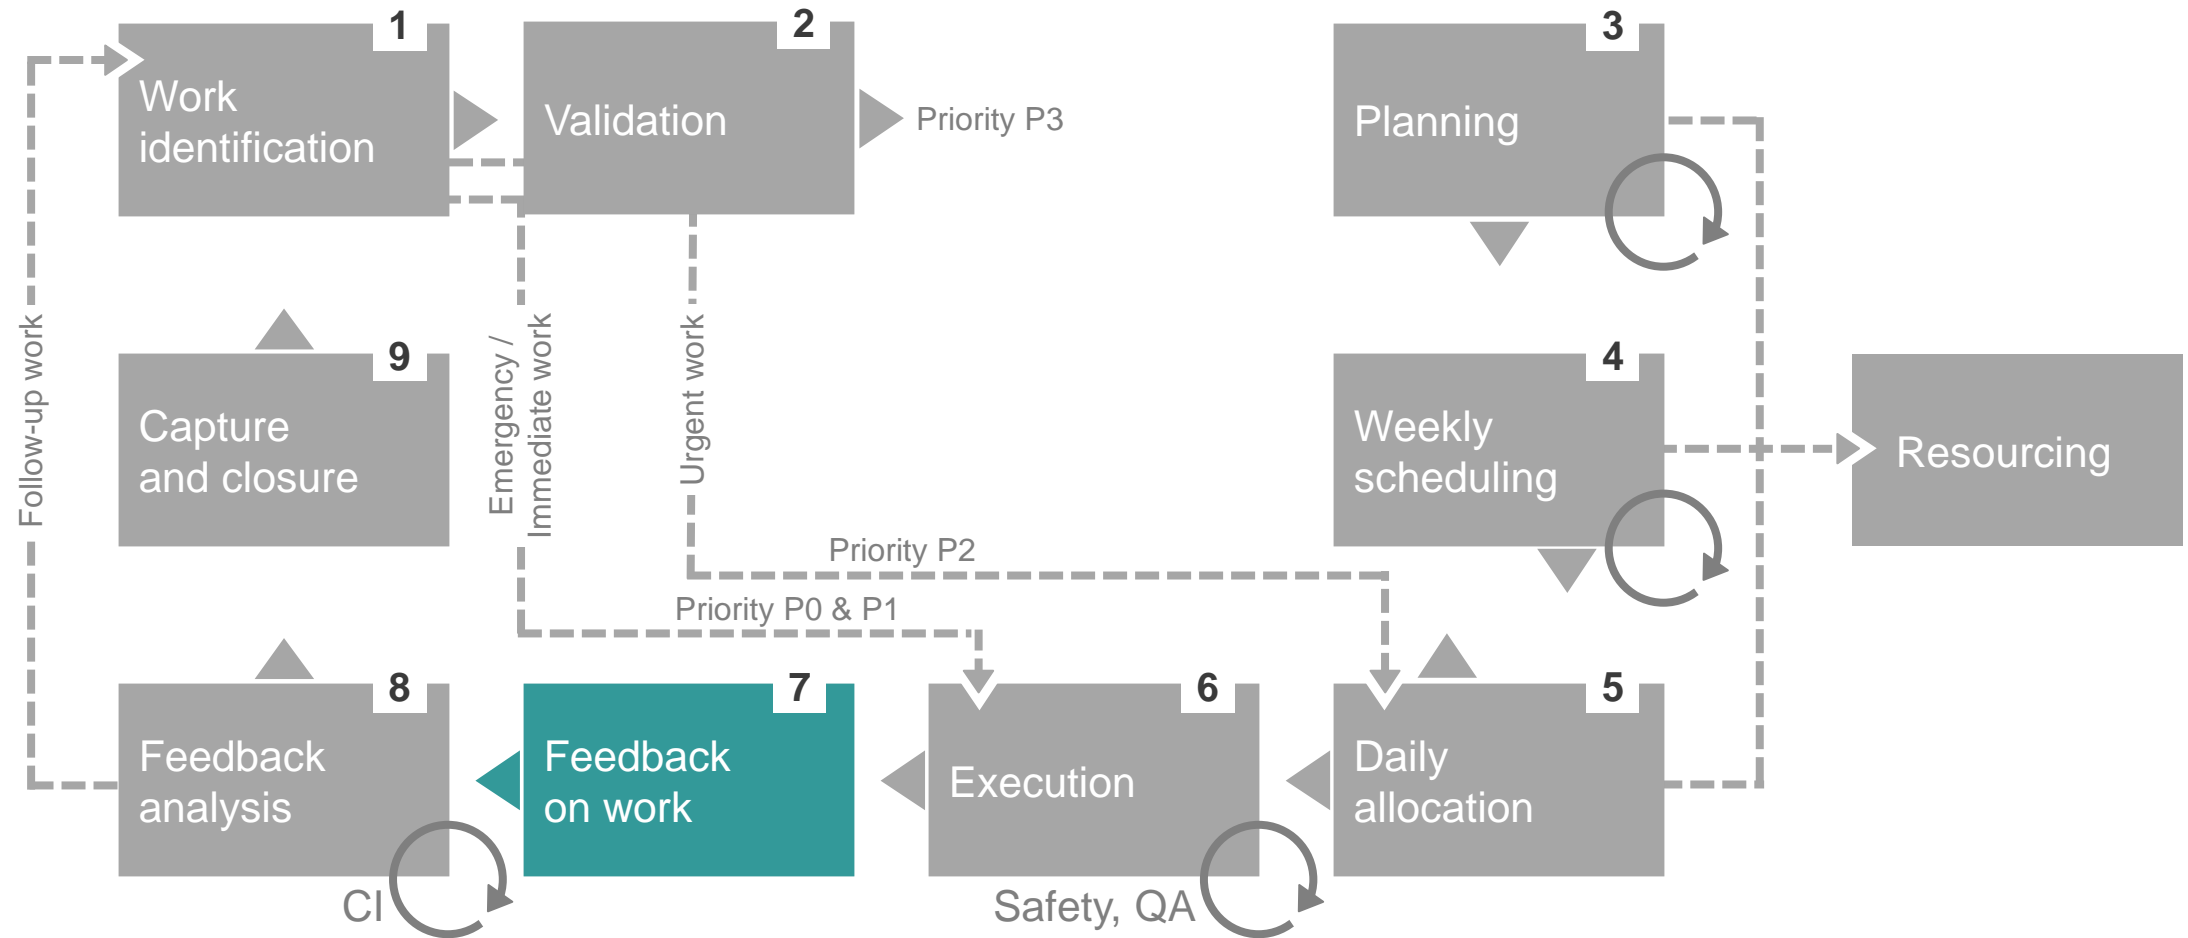 1
Work
identification
2
Validation
Priority P3
3
Planning
Follow-up work
9
Capture
and closure
Emergency /
Immediate work
Urgent work
4
Weekly
scheduling
Resourcing
Priority P2
Priority P0 & P1
8
Feedback
analysis
CI
7
Feedback
on work
6
Execution
Safety, QA
5
Daily
allocation